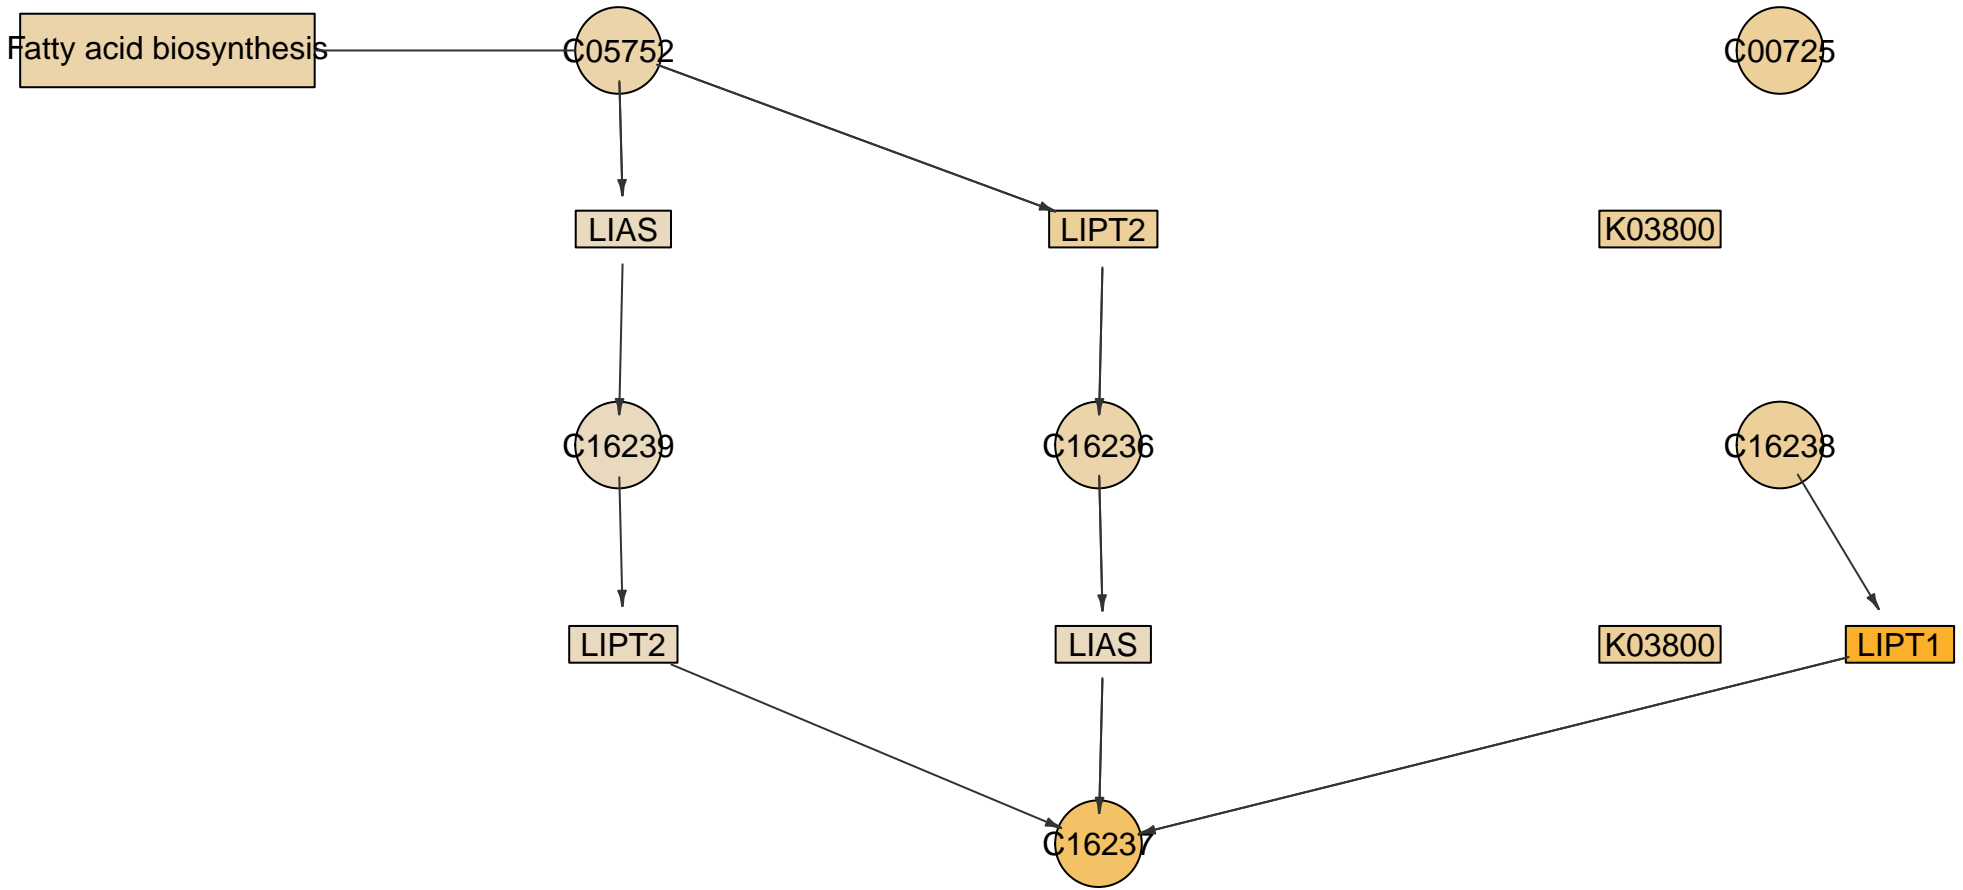 Fatty acid biosynthesis
C05752
C00725
LIAS
LIPT2
K03800
C16239
C16236
C16238
LIPT2
LIAS
K03800
LIPT1
C16237